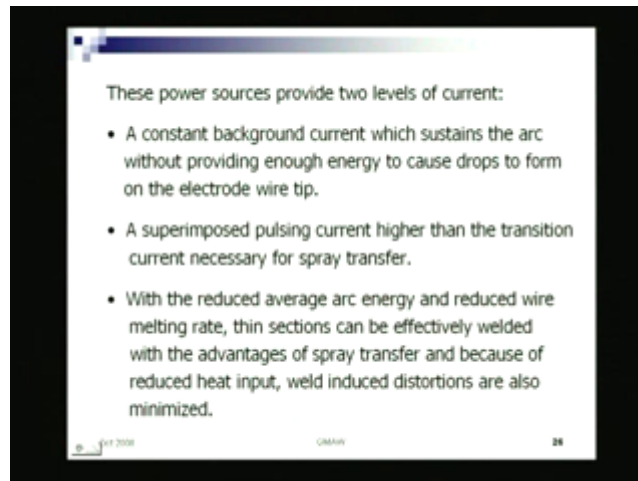 These power sources provide two levels of current:
• A constant background current which sustains the arc
without providing enough energy to cause drops to form
on the electrode wire tip.
• A superimposed pulsing current higher than the transition
current necessary for spray transfer.
• With the reduced average arc energy and reduced wire
melting rate, thin sections can be effectively welded
with the advantages of spray transfer and because of
reduced heat input, weld induced distortions are also
minimized.
GMAW
26